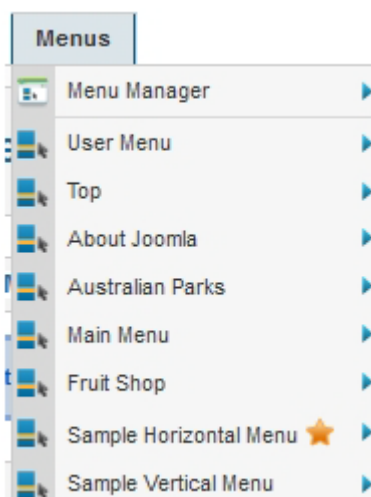 Menus
Menu Manager
User Menu
Top
About Joomla
Australian Parks
Main Menu
Fruit Shop
Sample Horizontal Menu
Sample Vertical Menu